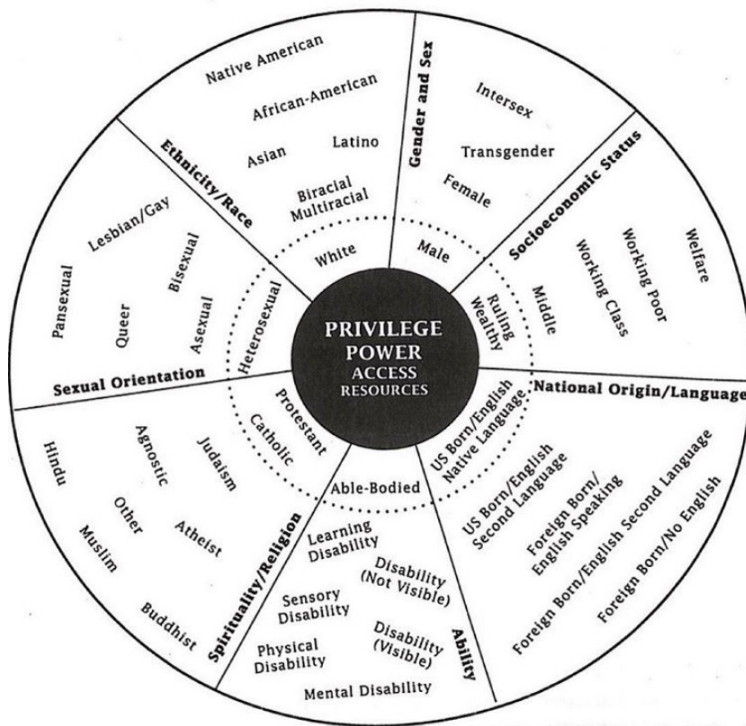 PRIVILEGE
POWER
ACCESS
RESOURCES
Ethnicity/Race
Native American
African-American
Asian
Latino
Biracial
Multiracial
White
Gender and Sex
Intersex
Transgender
Female
Male
Socioeconomic Status
Welfare
Working Poor
Working Class
Middle
Ruling
Wealthy
National Origin/Language
US Born/English
Native Language
US Born/English
Second Language
Foreign Born/
English Speaking
Foreign Born/English Second Language
Foreign Born/No English
Ability
Able-Bodied
Learning
Disability
Disability
(Not Visible)
Sensory
Disability
Disability
(Visible)
Physical
Disability
Mental Disability
Spirituality/Religion
Protestant
Catholic
Judaism
Agnostic
Hindu
Atheist
Other
Muslim
Buddhist
Sexual Orientation
Heterosexual
Lesbian/Gay
Bisexual
Pansexual
Queer
Asexual